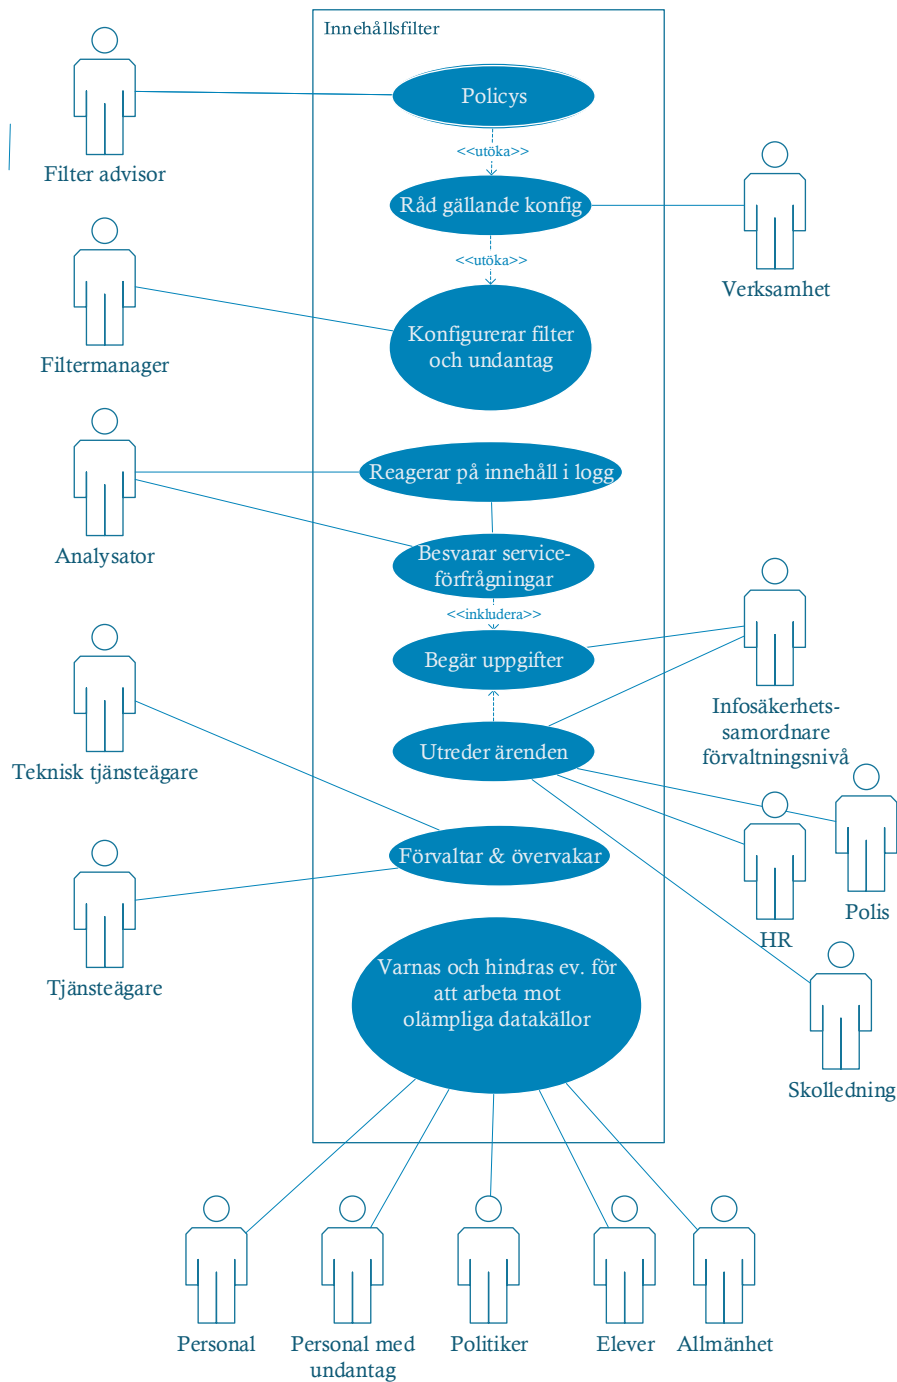 Innehållsfilter
Policys
<<utöka>>
Filter advisor
Råd gällande konfig
<<utöka>>
Verksamhet
Konfigurerar filter
och undantag
Filtermanager
Reagerar på innehåll i logg
Analysator
Besvarar service-
förfrågningar
<<inkludera>>
Begär uppgifter
Infosäkerhets-
samordnare
förvaltningsnivå
Utreder ärenden
Teknisk tjänsteägare
Förvaltar & övervakar
Polis
HR
Tjänsteägare
Varnas och hindras ev. för
att arbeta mot
olämpliga datakällor
Skolledning
Personal
Personal med
undantag
Politiker
Elever
Allmänhet